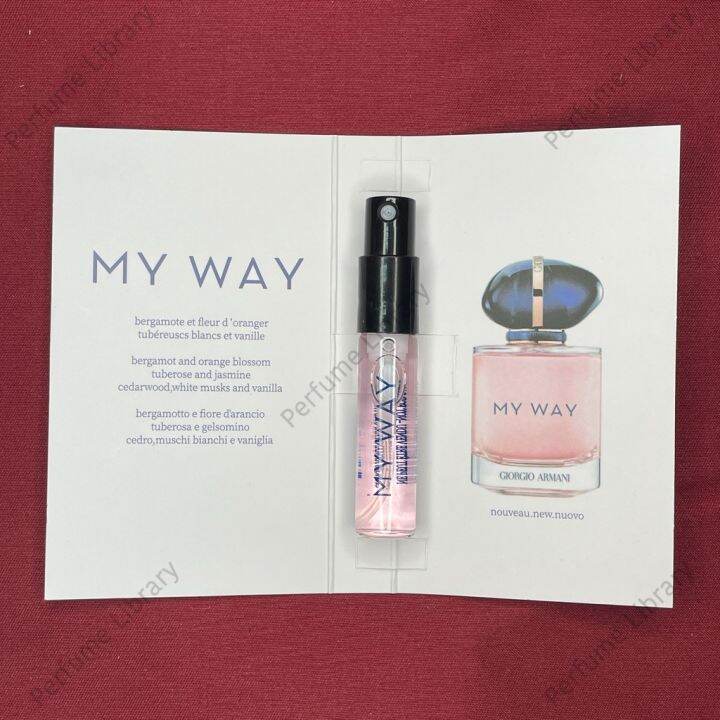 MY WAY
bergamote et fleur d'oranger
tubéreuscs blancs et vanille
bergamot and orange blossom
tuberose and jasmine
cedarwood,white musks and vanilla
bergamotto e fiore d'arancio
tuberosa e gelsomino
cedro,muschi bianchi e vaniglia
MY WAY
MY WAY
GIORGIO ARMANI
nouveau.new.nuovo
Perfume Library
Perfume Library
Perfume Library
Perfume Library
Perfume Library